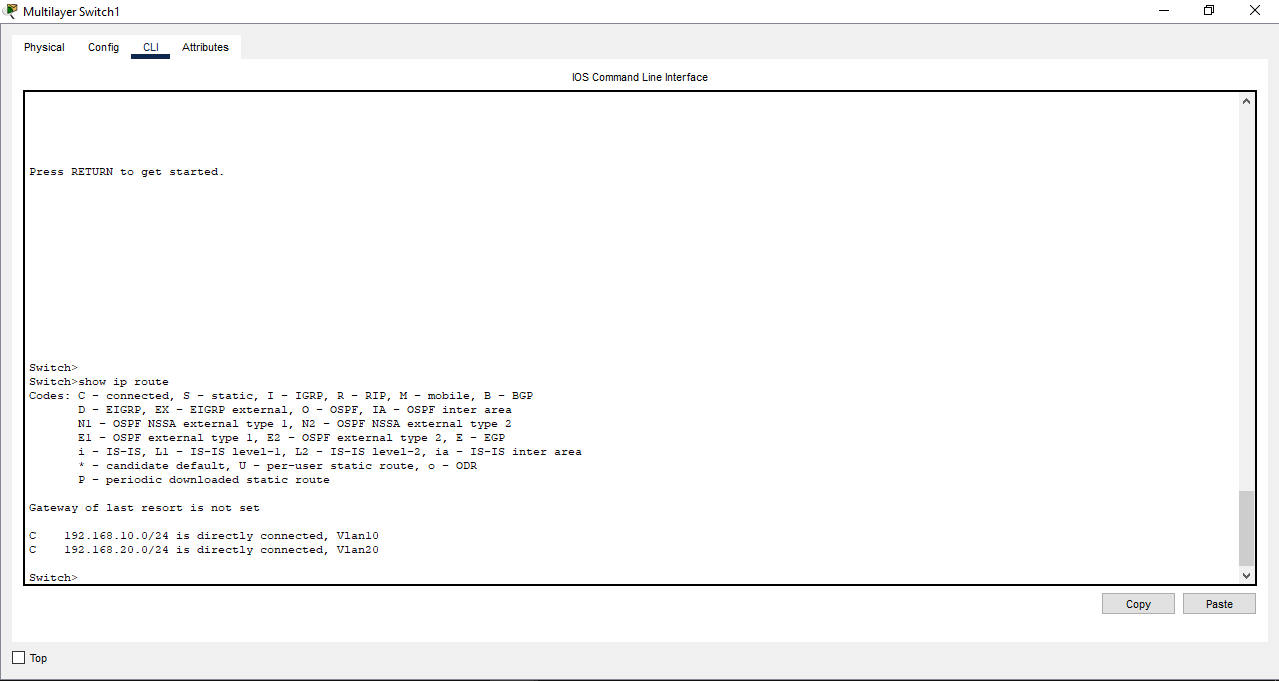 Multilayer Switch1
Physical Config CLI Attributes
IOS Command Line Interface
Press RETURN to get started.
Switch>
Switch>show ip route
Codes: C - connected, S - static, I - IGRP, R - RIP, M - mobile, B - BGP
       D - EIGRP, EX - EIGRP external, O - OSPF, IA - OSPF inter area
       N1 - OSPF NSSA external type 1, N2 - OSPF NSSA external type 2
       E1 - OSPF external type 1, E2 - OSPF external type 2, E - EGP
       i - IS-IS, L1 - IS-IS level-1, L2 - IS-IS level-2, ia - IS-IS inter area
       * - candidate default, U - per-user static route, o - ODR
       P - periodic downloaded static route
Gateway of last resort is not set
C    192.168.10.0/24 is directly connected, Vlan10
C    192.168.20.0/24 is directly connected, Vlan20
Switch>
Copy Paste
Top